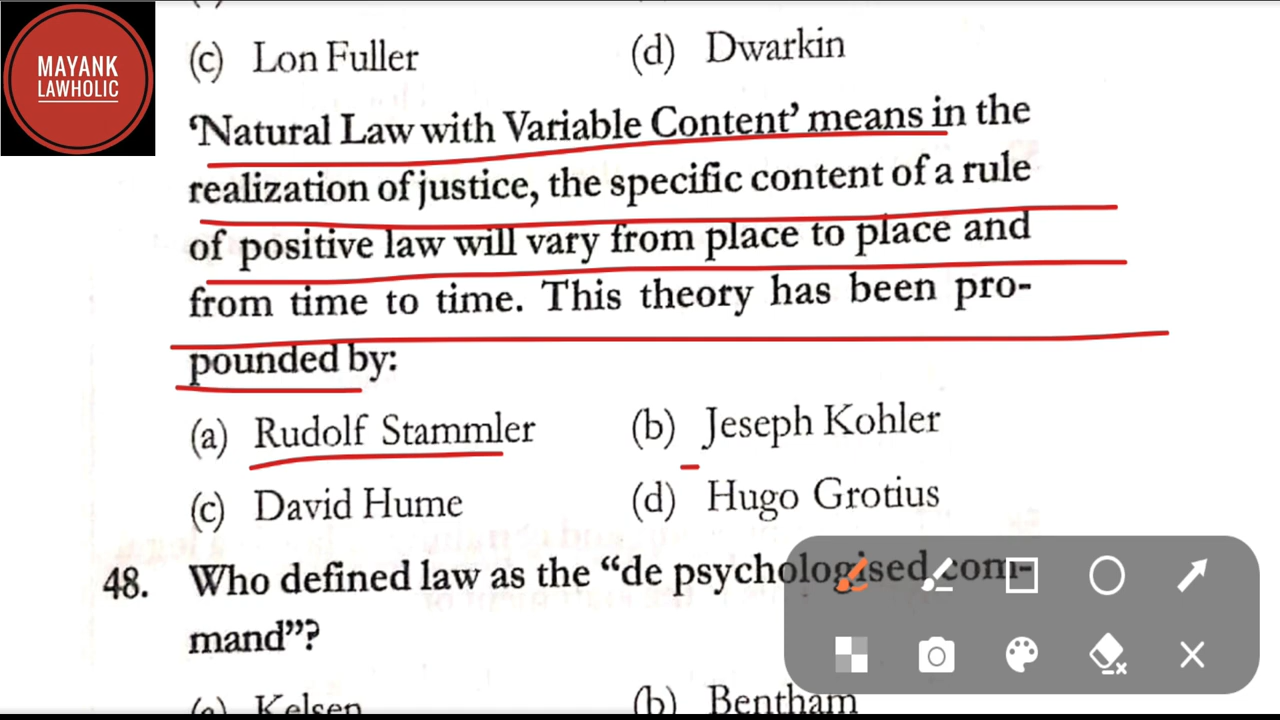 MAYANK
LAWHOLIC
(c) Lon Fuller (d) Dwarkin
‘Natural Law with Variable Content’ means in the
realization of justice, the specific content of a rule
of positive law will vary from place to place and
from time to time. This theory has been pro-
pounded by:
(a) Rudolf Stammler (b) Jeseph Kohler
(c) David Hume (d) Hugo Grotius
48. Who defined law as the “de psychologised com-
mand”?
(a) Kelsen (b) Bentham